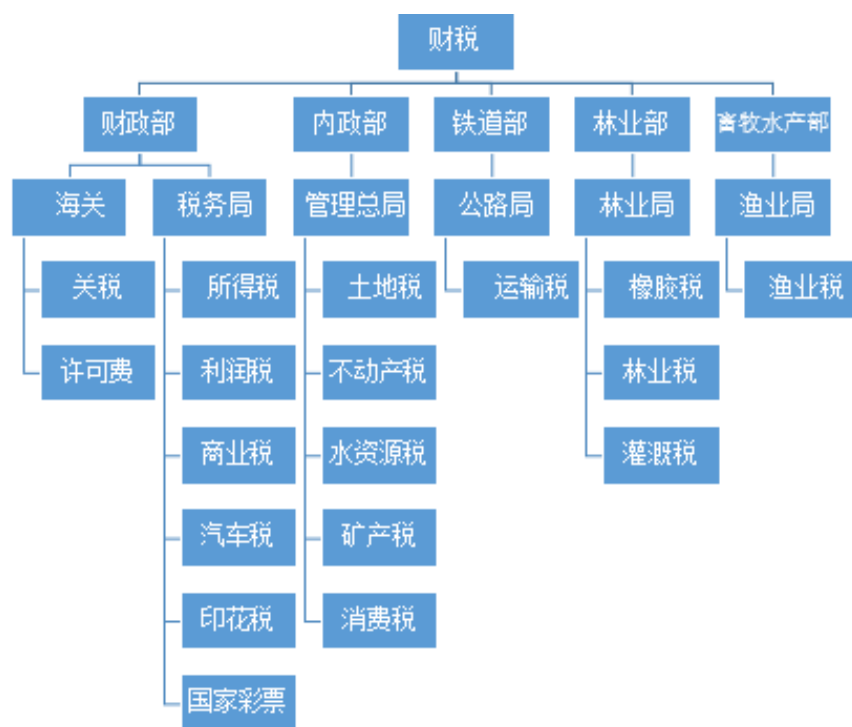 财税
财政部 内政部 铁道部 林业部 畜牧水产部
海关 税务局 管理总局 公路局 林业局 渔业局
关税 所得税 土地税 运输税 橡胶税 渔业税
许可费 利润税 不动产税 林业税
商业税 水资源税 灌溉税
汽车税 矿产税
印花税 消费税
国家彩票